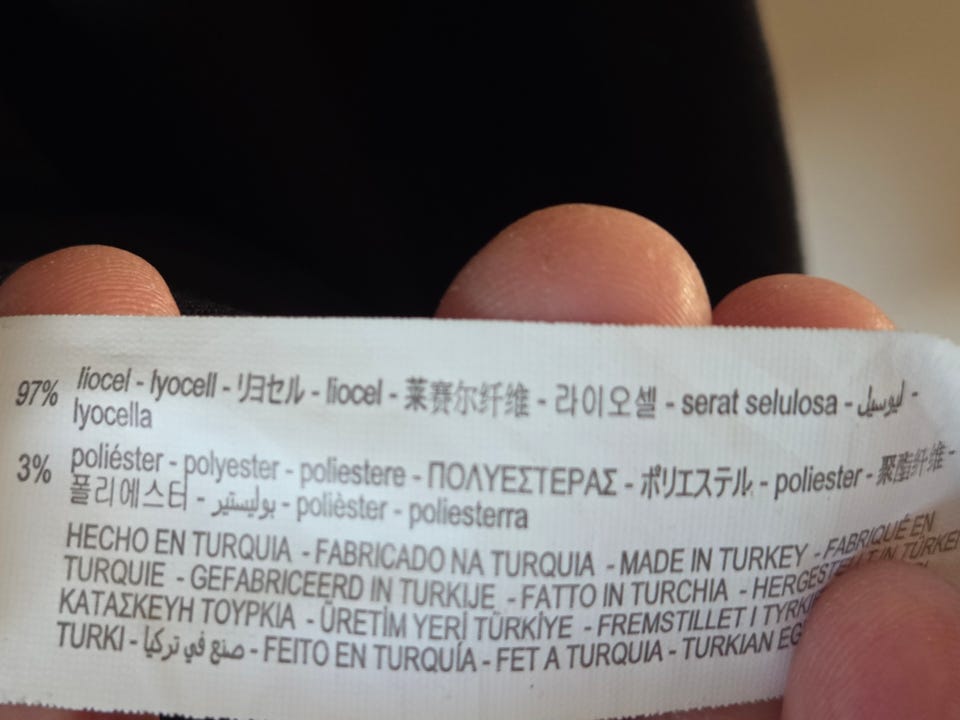 97% liocel - lyocell - リヨセル - liocel - 莱赛尔纤维 - 라이오셀 - serat selulosa - ليوسيل -
lyocella
3% poliéster - polyester - poliestere - ΠΟΛΥΕΣΤΕΡΑΣ - ポリエステル - poliester - 聚酯纤维 -
폴리에스터 - بوليستير - polièster - poliesterra
HECHO EN TURQUIA - FABRICADO NA TURQUIA - MADE IN TURKEY - FABRIQUÉ EN
TURQUIE - GEFABRICEERD IN TURKIJE - FATTO IN TURCHIA - IN
ΚΑΤΑΣΚΕΥΗ ΤΟΥΡΚΙΑ - ÜRETİM YERİ TÜRKİYE - FREMSTILLET I
TURKI - صنع في تركيا - FEITO EN TURQUÍA - FET A TURQUIA - TURKIAN